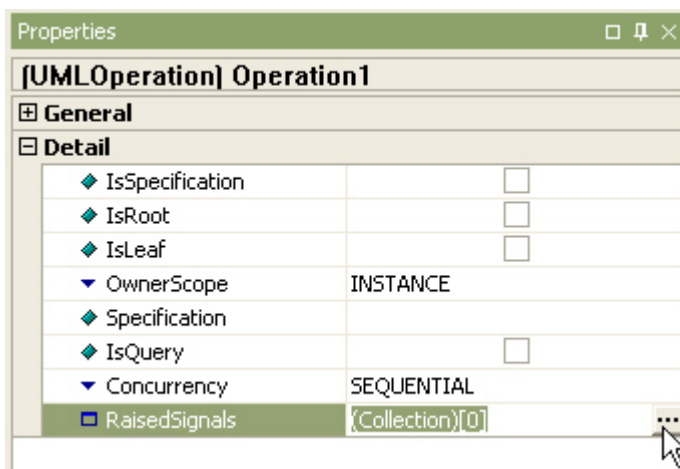 Properties
(UMLOperation) Operation1
General
Detail
IsSpecification
IsRoot
IsLeaf
OwnerScope INSTANCE
Specification
IsQuery
Concurrency SEQUENTIAL
RaisedSignals (Collection)[0] ...